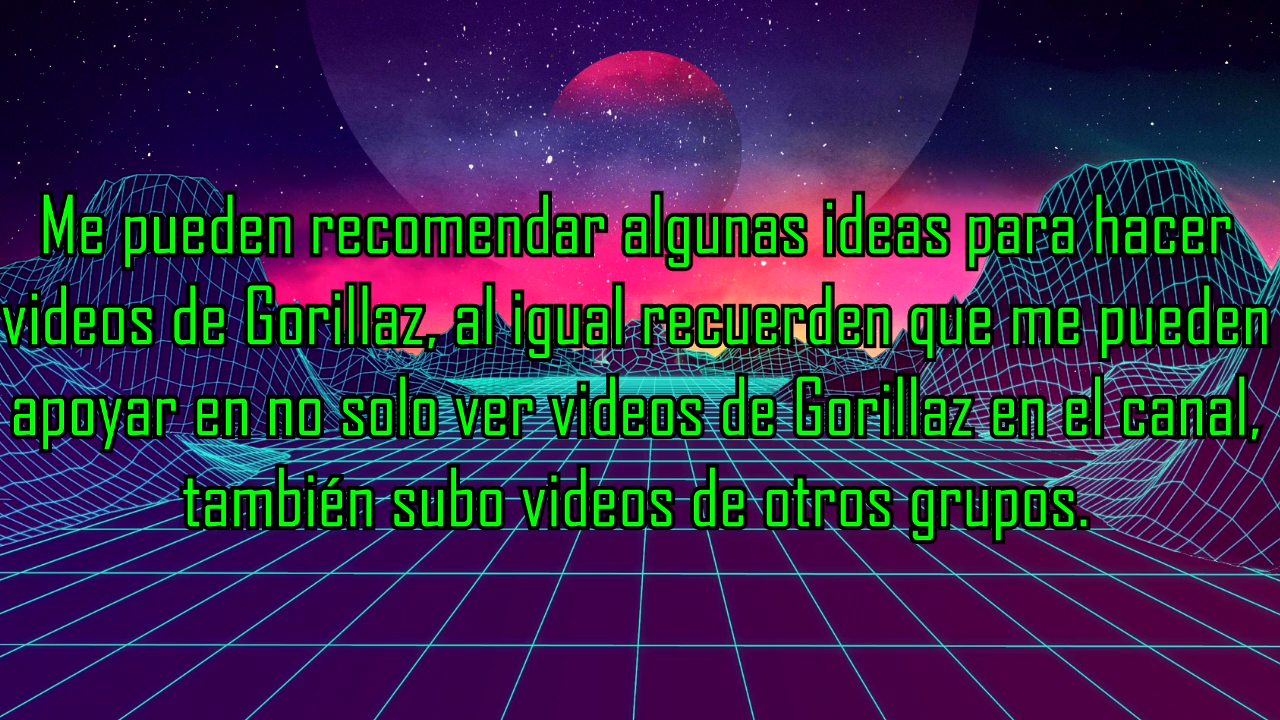 Me pueden recomendar algunas ideas para hacer
videos de Gorillaz, al igual recuerden que me pueden
apoyar en no solo ver videos de Gorillaz en el canal,
también subo videos de otros grupos.